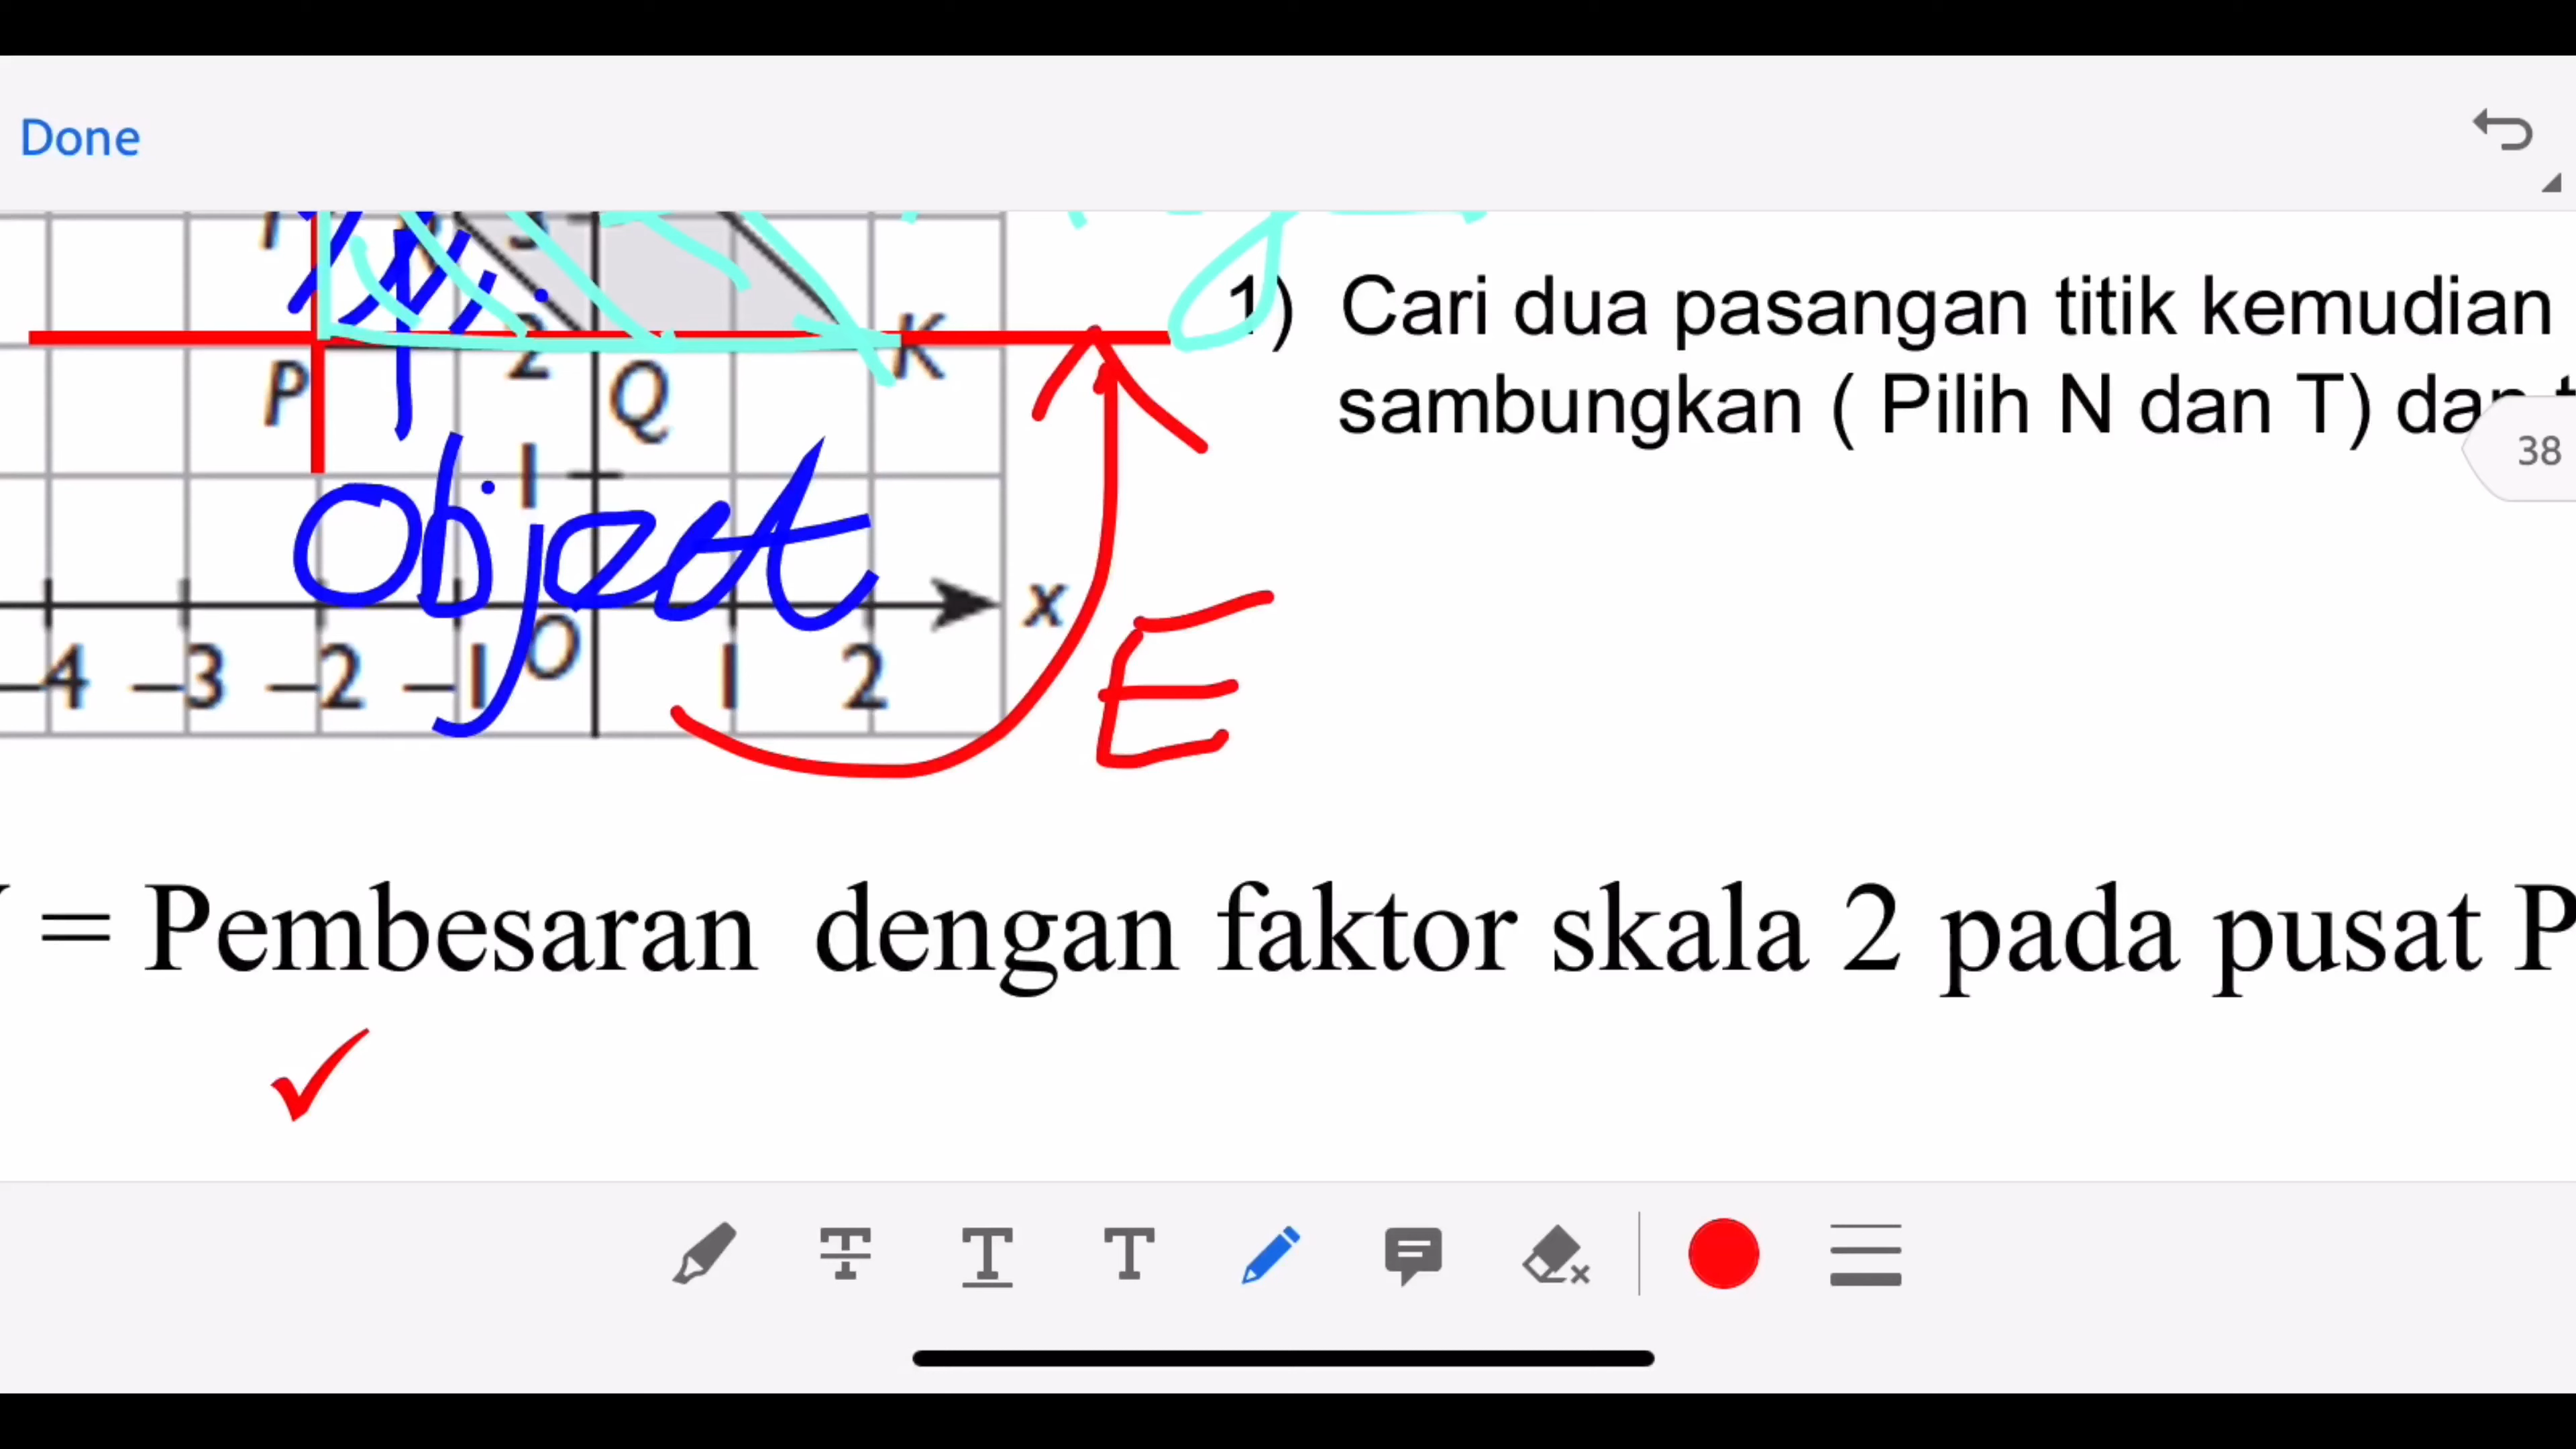 Done
3
1) Cari dua pasangan titik kemudian
2
K
P
Q
sambungkan ( Pilih N dan T) dan
38
1
Object
x
E
O
–4 –3 –2 –1 1 2
= Pembesaran dengan faktor skala 2 pada pusat P
T T T